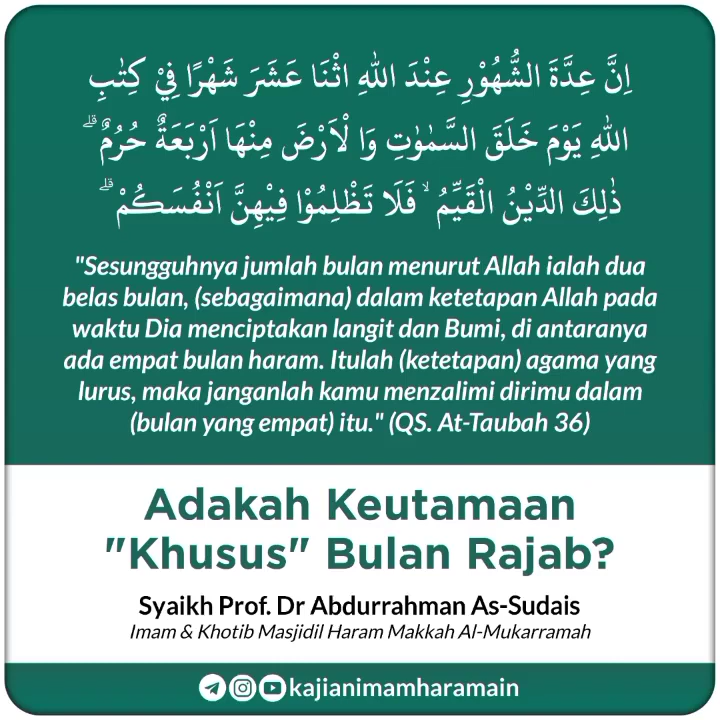 اِنَّ عِدَّةَ الشُّهُوْرِ عِنْدَ اللّٰهِ اثْنَا عَشَرَ شَهْرًا فِيْ كِتٰبِ
اللّٰهِ يَوْمَ خَلَقَ السَّمٰوٰتِ وَا لْاَرْضَ مِنْهَا اَرْبَعَةٌ حُرُمٌ ۗ
ذٰلِكَ الدِّيْنُ الْقَيِّمُ ۙ فَلَا تَظْلِمُوْا فِيْهِنَّ اَنْفُسَكُمْ ۗ
"Sesungguhnya jumlah bulan menurut Allah ialah dua
belas bulan, (sebagaimana) dalam ketetapan Allah pada
waktu Dia menciptakan langit dan Bumi, di antaranya
ada empat bulan haram. Itulah (ketetapan) agama yang
lurus, maka janganlah kamu menzalimi dirimu dalam
(bulan yang empat) itu." (QS. At-Taubah 36)
Adakah Keutamaan
"Khusus" Bulan Rajab?
Syaikh Prof. Dr Abdurrahman As-Sudais
Imam & Khotib Masjidil Haram Makkah Al-Mukarramah
kajianimamharamain